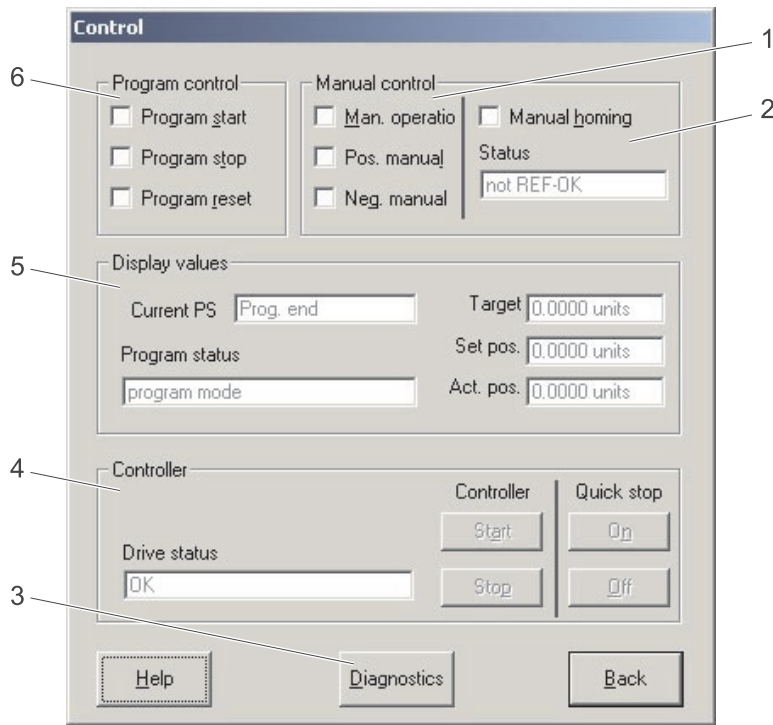 Control
1
6
Program control
Manual control
2
Program start
Man. operatio
Manual homing
Program stop
Pos. manual
Status
Program reset
Neg. manual
not REF-OK
5
Display values
Current PS
Prog. end
Target
0.0000 units
Program status
Set pos.
0.0000 units
program mode
Act. pos.
0.0000 units
4
Controller
Controller
Quick stop
Start
On
Drive status
OK
Stop
Off
3
Help
Diagnostics
Back